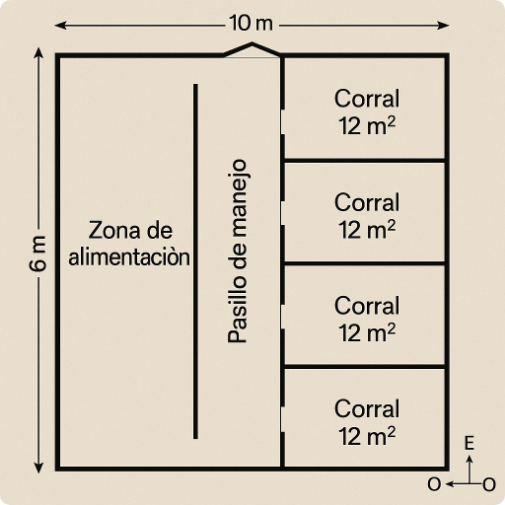 10 m
6 m
Zona de
alimentaciòn
Pasillo de manejo
Corral
12 m²
Corral
12 m²
Corral
12 m²
Corral
12 m²
E
O
O